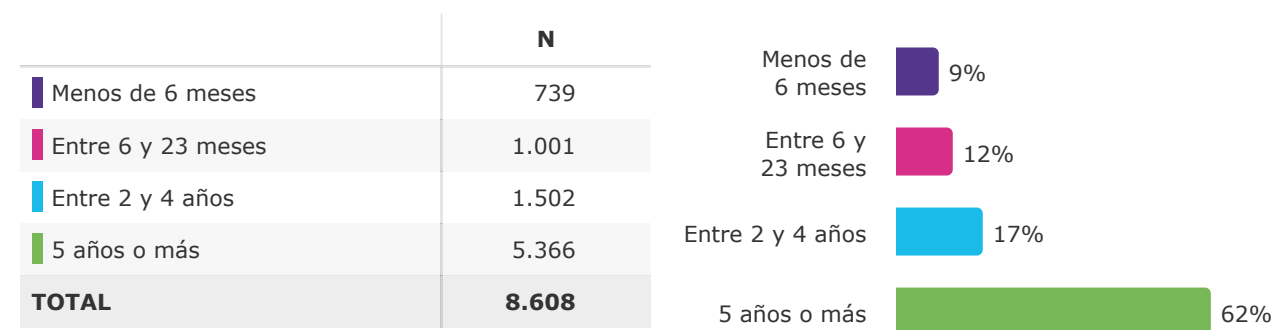 N
Menos de 6 meses 739
Entre 6 y 23 meses 1.001
Entre 2 y 4 años 1.502
5 años o más 5.366
TOTAL 8.608
Menos de
6 meses
9%
Entre 6 y
23 meses
12%
Entre 2 y 4 años 17%
5 años o más 62%